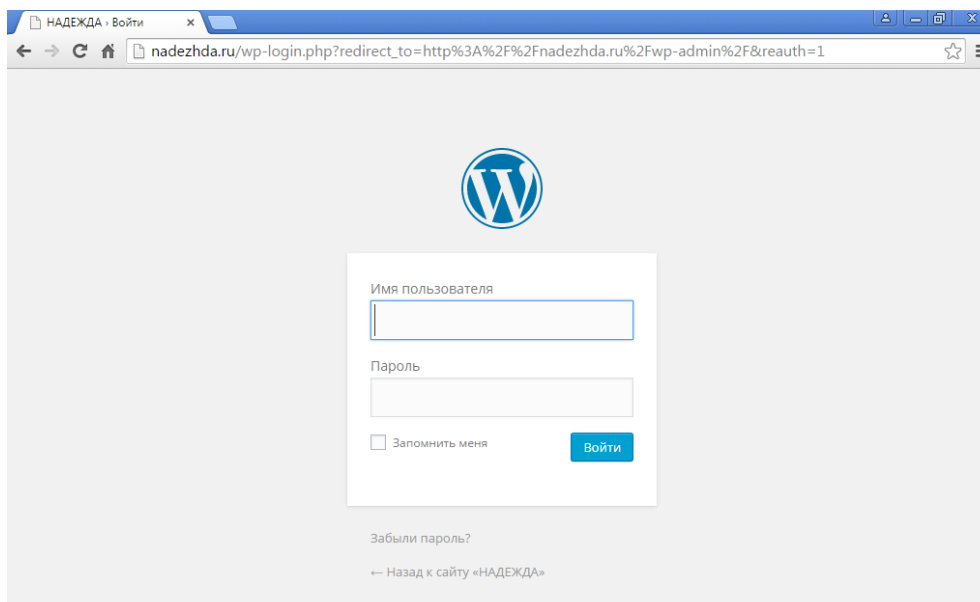 НАДЕЖДА › Войти
nadezhda.ru/wp-login.php?redirect_to=http%3A%2F%2Fnadezhda.ru%2Fwp-admin%2F&reauth=1
Имя пользователя
Пароль
Запомнить меня
Войти
Забыли пароль?
← Назад к сайту «НАДЕЖДА»